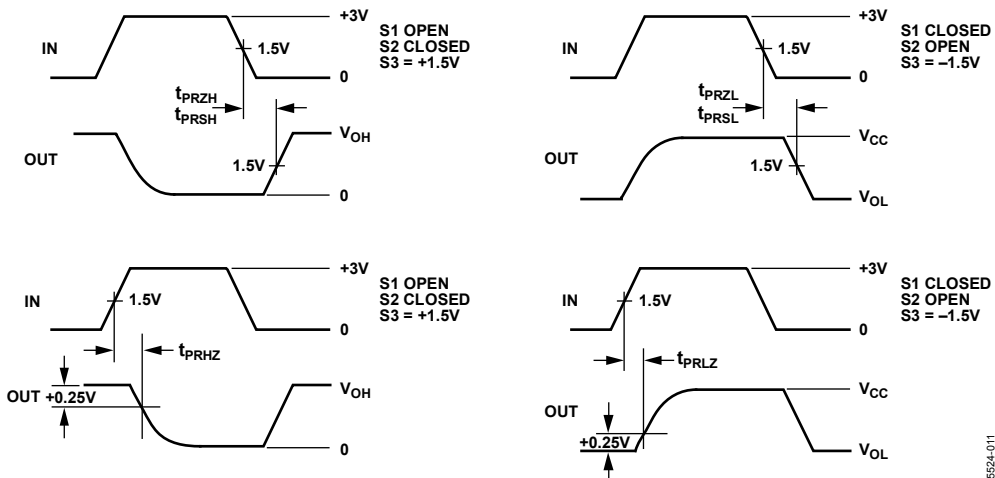 +3V
IN
1.5V
0
S1 OPEN
S2 CLOSED
S3 = +1.5V
tPRZH
tPRSH
OUT
VOH
1.5V
0
+3V
IN
1.5V
0
S1 CLOSED
S2 OPEN
S3 = –1.5V
tPRZL
tPRSL
OUT
VCC
1.5V
VOL
+3V
IN
1.5V
0
S1 OPEN
S2 CLOSED
S3 = +1.5V
tPRHZ
OUT
+0.25V
VOH
0
+3V
IN
1.5V
0
S1 CLOSED
S2 OPEN
S3 = –1.5V
tPRLZ
OUT
+0.25V
VCC
VOL
5524-011